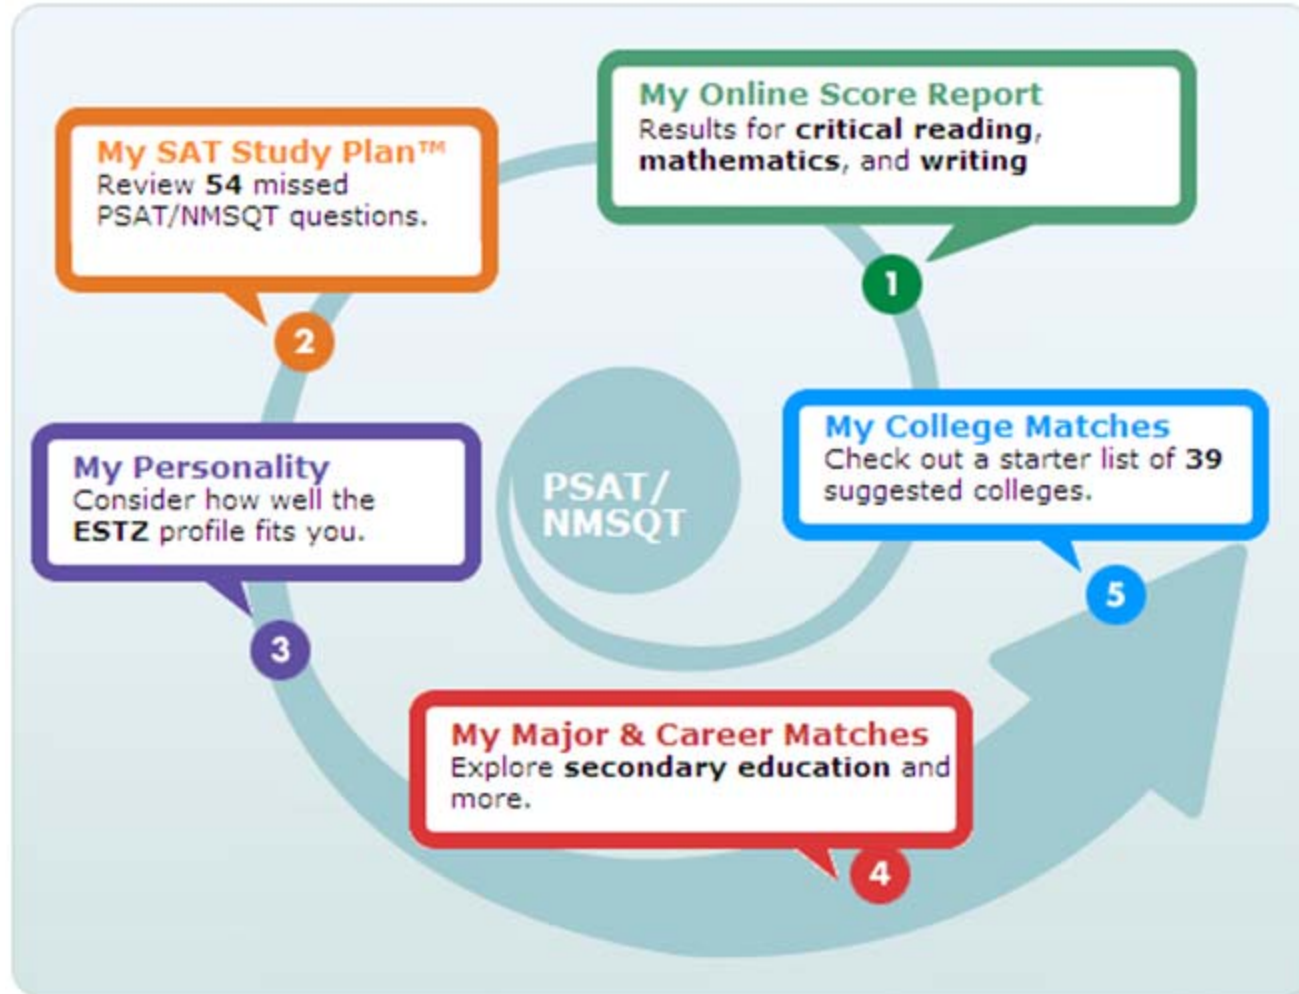 My Online Score Report
Results for critical reading,
mathematics, and writing
1
My SAT Study Plan™
Review 54 missed
PSAT/NMSQT questions.
2
My Personality
Consider how well the
ESTZ profile fits you.
3
My Major & Career Matches
Explore secondary education and
more.
4
My College Matches
Check out a starter list of 39
suggested colleges.
5
PSAT/
NMSQT